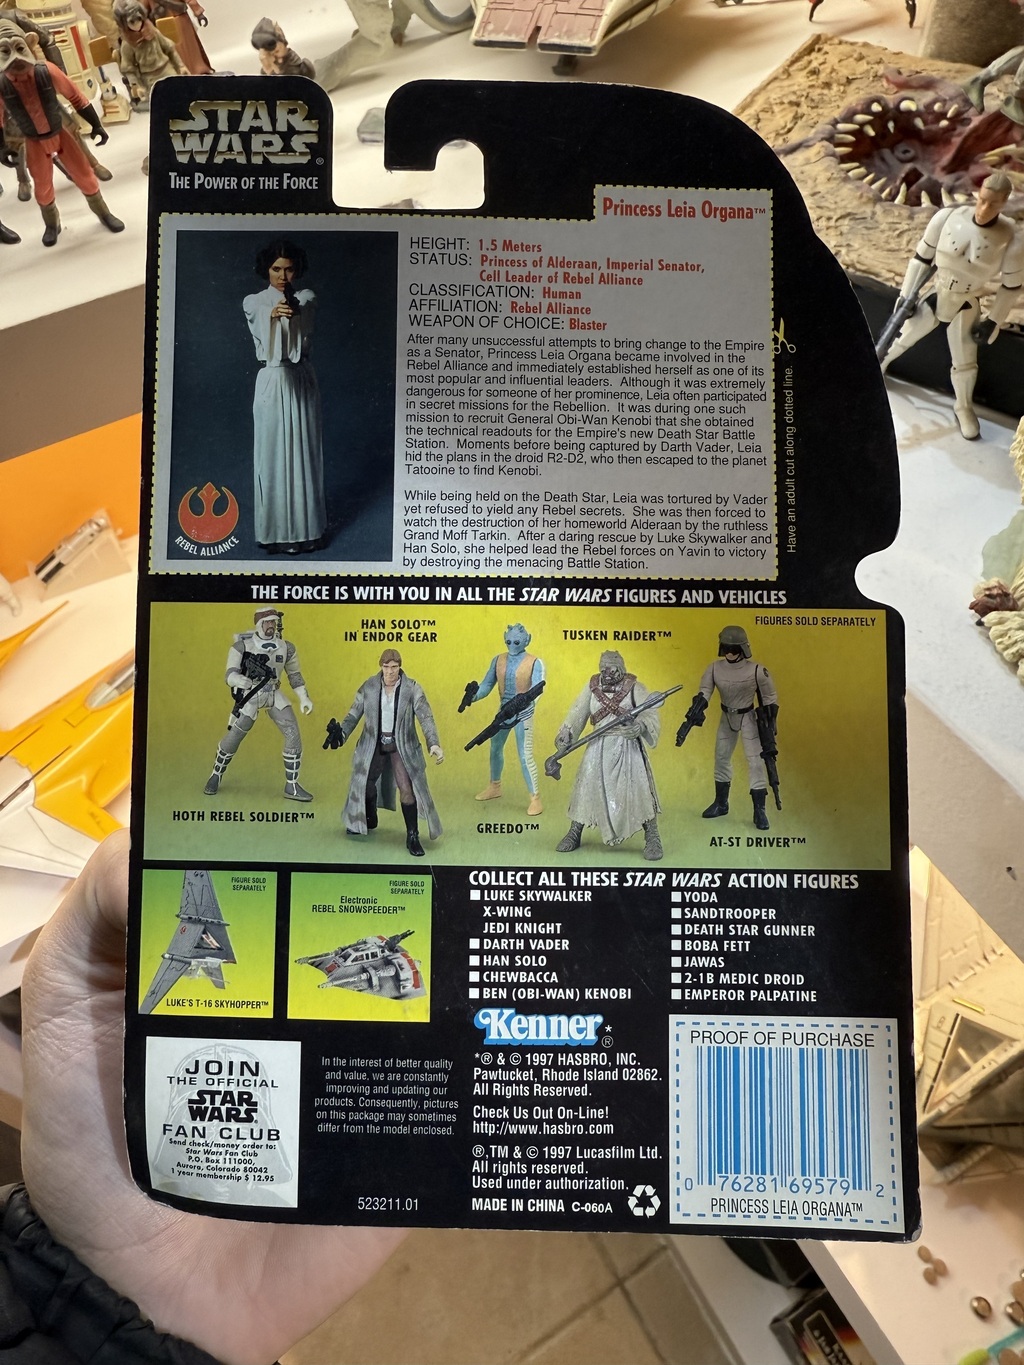 STAR WARS®
THE POWER OF THE FORCE
Princess Leia Organa™
HEIGHT: 1.5 Meters
STATUS: Princess of Alderaan, Imperial Senator,
Cell Leader of Rebel Alliance
CLASSIFICATION: Human
AFFILIATION: Rebel Alliance
WEAPON OF CHOICE: Blaster
After many unsuccessful attempts to bring change to the Empire
as a Senator, Princess Leia Organa became involved in the
Rebel Alliance and immediately established herself as one of its
most popular and influential leaders. Although it was extremely
dangerous for someone of her prominence, Leia often participated
in secret missions for the Rebellion. It was during one such
mission to recruit General Obi-Wan Kenobi that she obtained
the technical readouts for the Empire's new Death Star Battle
Station. Moments before being captured by Darth Vader, Leia
hid the plans in the droid R2-D2, who then escaped to the planet
Tatooine to find Kenobi.
While being held on the Death Star, Leia was tortured by Vader
yet refused to yield any Rebel secrets. She was then forced to
watch the destruction of her homeworld Alderaan by the ruthless
Grand Moff Tarkin. After a daring rescue by Luke Skywalker and
Han Solo, she helped lead the Rebel forces on Yavin to victory
by destroying the menacing Battle Station.
REBEL ALLIANCE
Have an adult cut along dotted line.
THE FORCE IS WITH YOU IN ALL THE STAR WARS FIGURES AND VEHICLES
FIGURES SOLD SEPARATELY
HAN SOLO™
IN ENDOR GEAR
TUSKEN RAIDER™
HOTH REBEL SOLDIER™
GREEDO™
AT-ST DRIVER™
FIGURE SOLD
SEPARATELY
LUKE'S T-16 SKYHOPPER™
FIGURE SOLD
SEPARATELY
Electronic
REBEL SNOWSPEEDER™
COLLECT ALL THESE STAR WARS ACTION FIGURES
LUKE SKYWALKER
X-WING
JEDI KNIGHT
DARTH VADER
HAN SOLO
CHEWBACCA
BEN (OBI-WAN) KENOBI
YODA
SANDTROOPER
DEATH STAR GUNNER
BOBA FETT
JAWAS
2-1B MEDIC DROID
EMPEROR PALPATINE
JOIN
THE OFFICIAL
STAR WARS
FAN CLUB
Send check/money order to:
Star Wars Fan Club
P.O. Box 111000,
Aurora, Colorado 80042
1 year membership $ 12.95
In the interest of better quality
and value, we are constantly
improving and updating our
products. Consequently, pictures
on this package may sometimes
differ from the model enclosed.
523211.01
Kenner®*
*® & © 1997 HASBRO, INC.
Pawtucket, Rhode Island 02862.
All Rights Reserved.
Check Us Out On-Line!
http://www.hasbro.com
®,TM & © 1997 Lucasfilm Ltd.
All rights reserved.
Used under authorization.
MADE IN CHINA C-060A
PROOF OF PURCHASE
0 76281 69579 2
PRINCESS LEIA ORGANA™